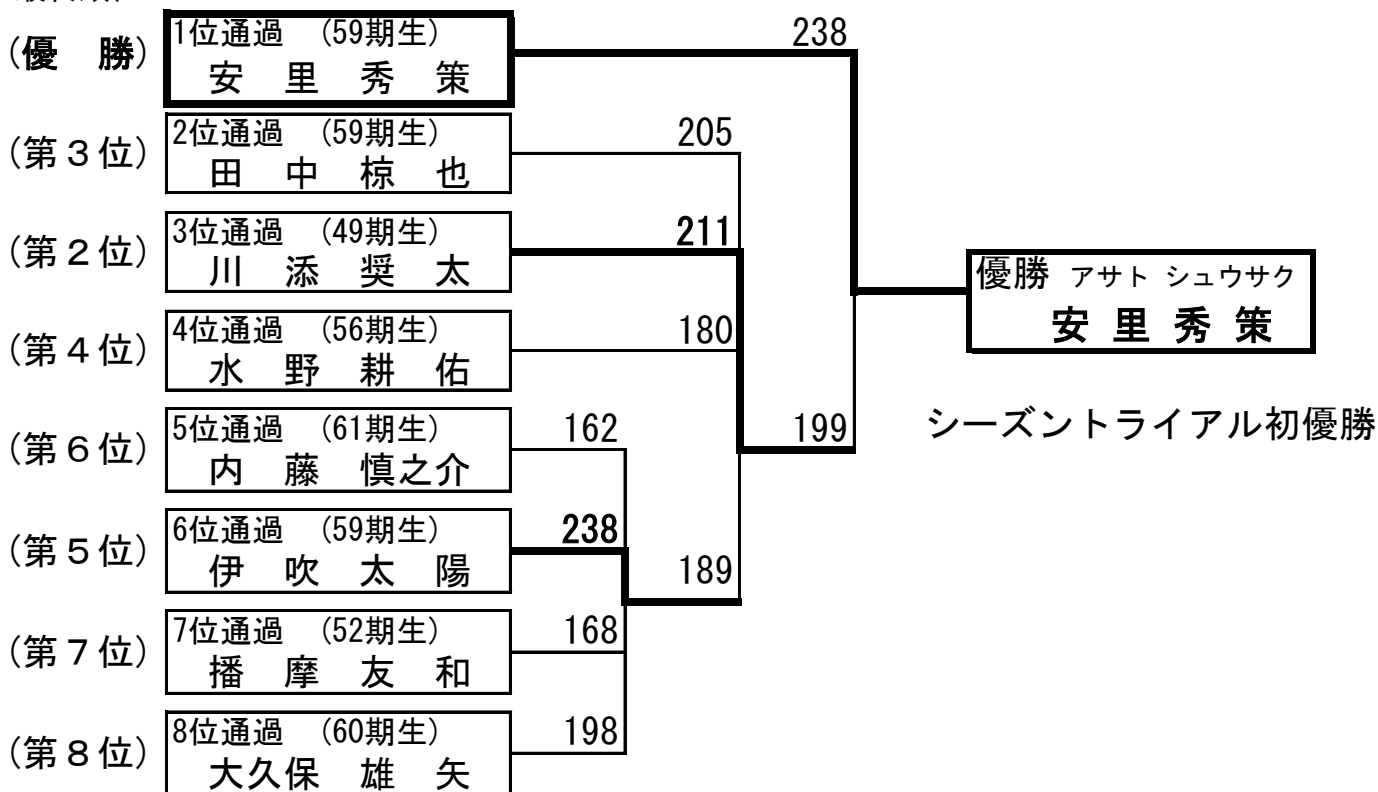 (優 勝) 1位通過 (59期生) 238
安 里 秀 策
(第3位) 2位通過 (59期生) 205
田 中 椋 也
(第2位) 3位通過 (49期生) 211
川 添 奨 太
優勝 アサト シュウサク
安 里 秀 策
(第4位) 4位通過 (56期生) 180
水 野 耕 佑
(第6位) 5位通過 (61期生) 162 199
内 藤 慎之介
シーズントライアル初優勝
(第5位) 6位通過 (59期生) 238 189
伊 吹 太 陽
(第7位) 7位通過 (52期生) 168
播 摩 友 和
(第8位) 8位通過 (60期生) 198
大久保 雄 矢